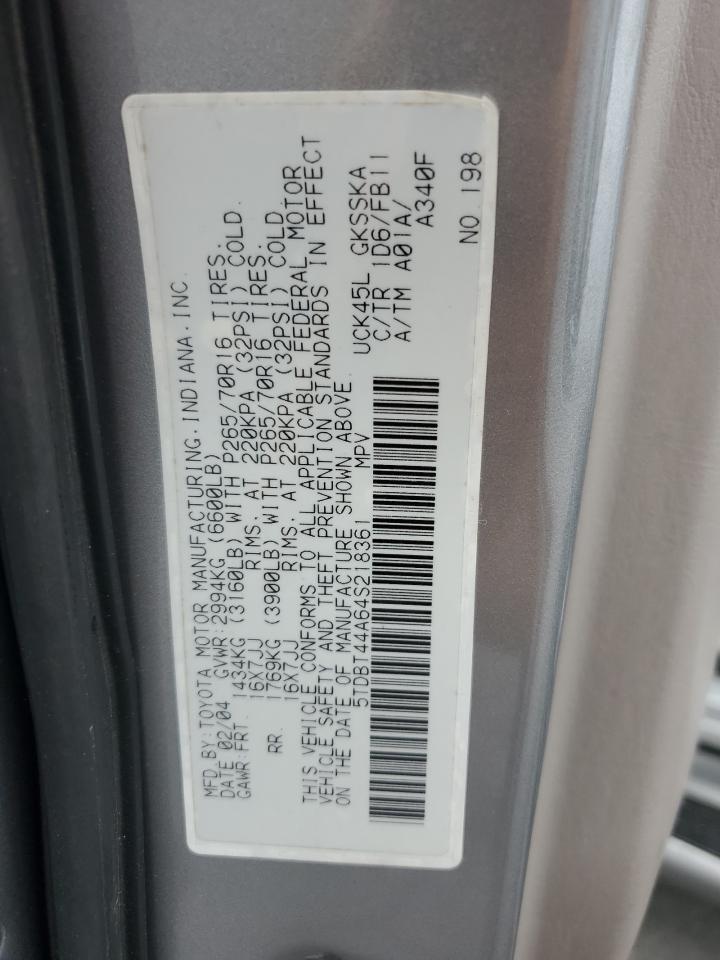 MFD. BY: TOYOTA MOTOR MANUFACTURING, INDIANA, INC.
DATE 02/04 GVWR: 2994KG (6600LB)
GAWR: FRT. 1434KG (3160LB) WITH P265/70R16 TIRES,
16X7JJ RIMS, AT 220KPA (32PSI) COLD.
RR. 1769KG (3900LB) WITH P265/70R16 TIRES,
16X7JJ RIMS, AT 220KPA (32PSI) COLD.
THIS VEHICLE CONFORMS TO ALL APPLICABLE FEDERAL MOTOR
VEHICLE SAFETY AND THEFT PREVENTION STANDARDS IN EFFECT
ON THE DATE OF MANUFACTURE SHOWN ABOVE.
5TDBT44A64S218361 MPV
UCK45L GKSSKA
C/TR 1D6/FB11
A/TM A01A/
A340F
NO 198